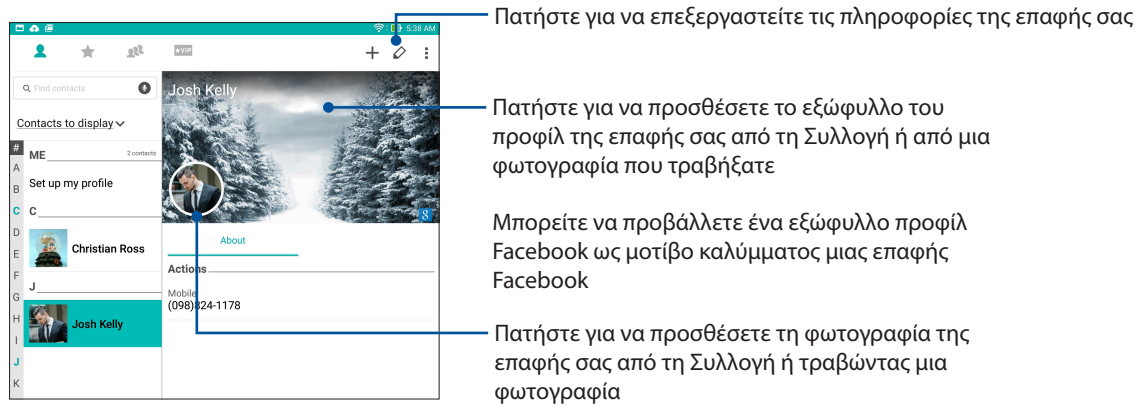 5:38 AM
VIP
Find contacts
Contacts to display
#
A
B
C
D
E
F
G
H
I
J
K
ME 2 contacts
Set up my profile
C
Christian Ross
J
Josh Kelly
Josh Kelly
8
About
Actions
Mobile
(098)824-1178
Πατήστε για να επεξεργαστείτε τις πληροφορίες της επαφής σας
Πατήστε για να προσθέσετε το εξώφυλλο του
προφίλ της επαφής σας από τη Συλλογή ή από μια
φωτογραφία που τραβήξατε
Μπορείτε να προβάλλετε ένα εξώφυλλο προφίλ
Facebook ως μοτίβο καλύμματος μιας επαφής
Facebook
Πατήστε για να προσθέσετε τη φωτογραφία της
επαφής σας από τη Συλλογή ή τραβώντας μια
φωτογραφία